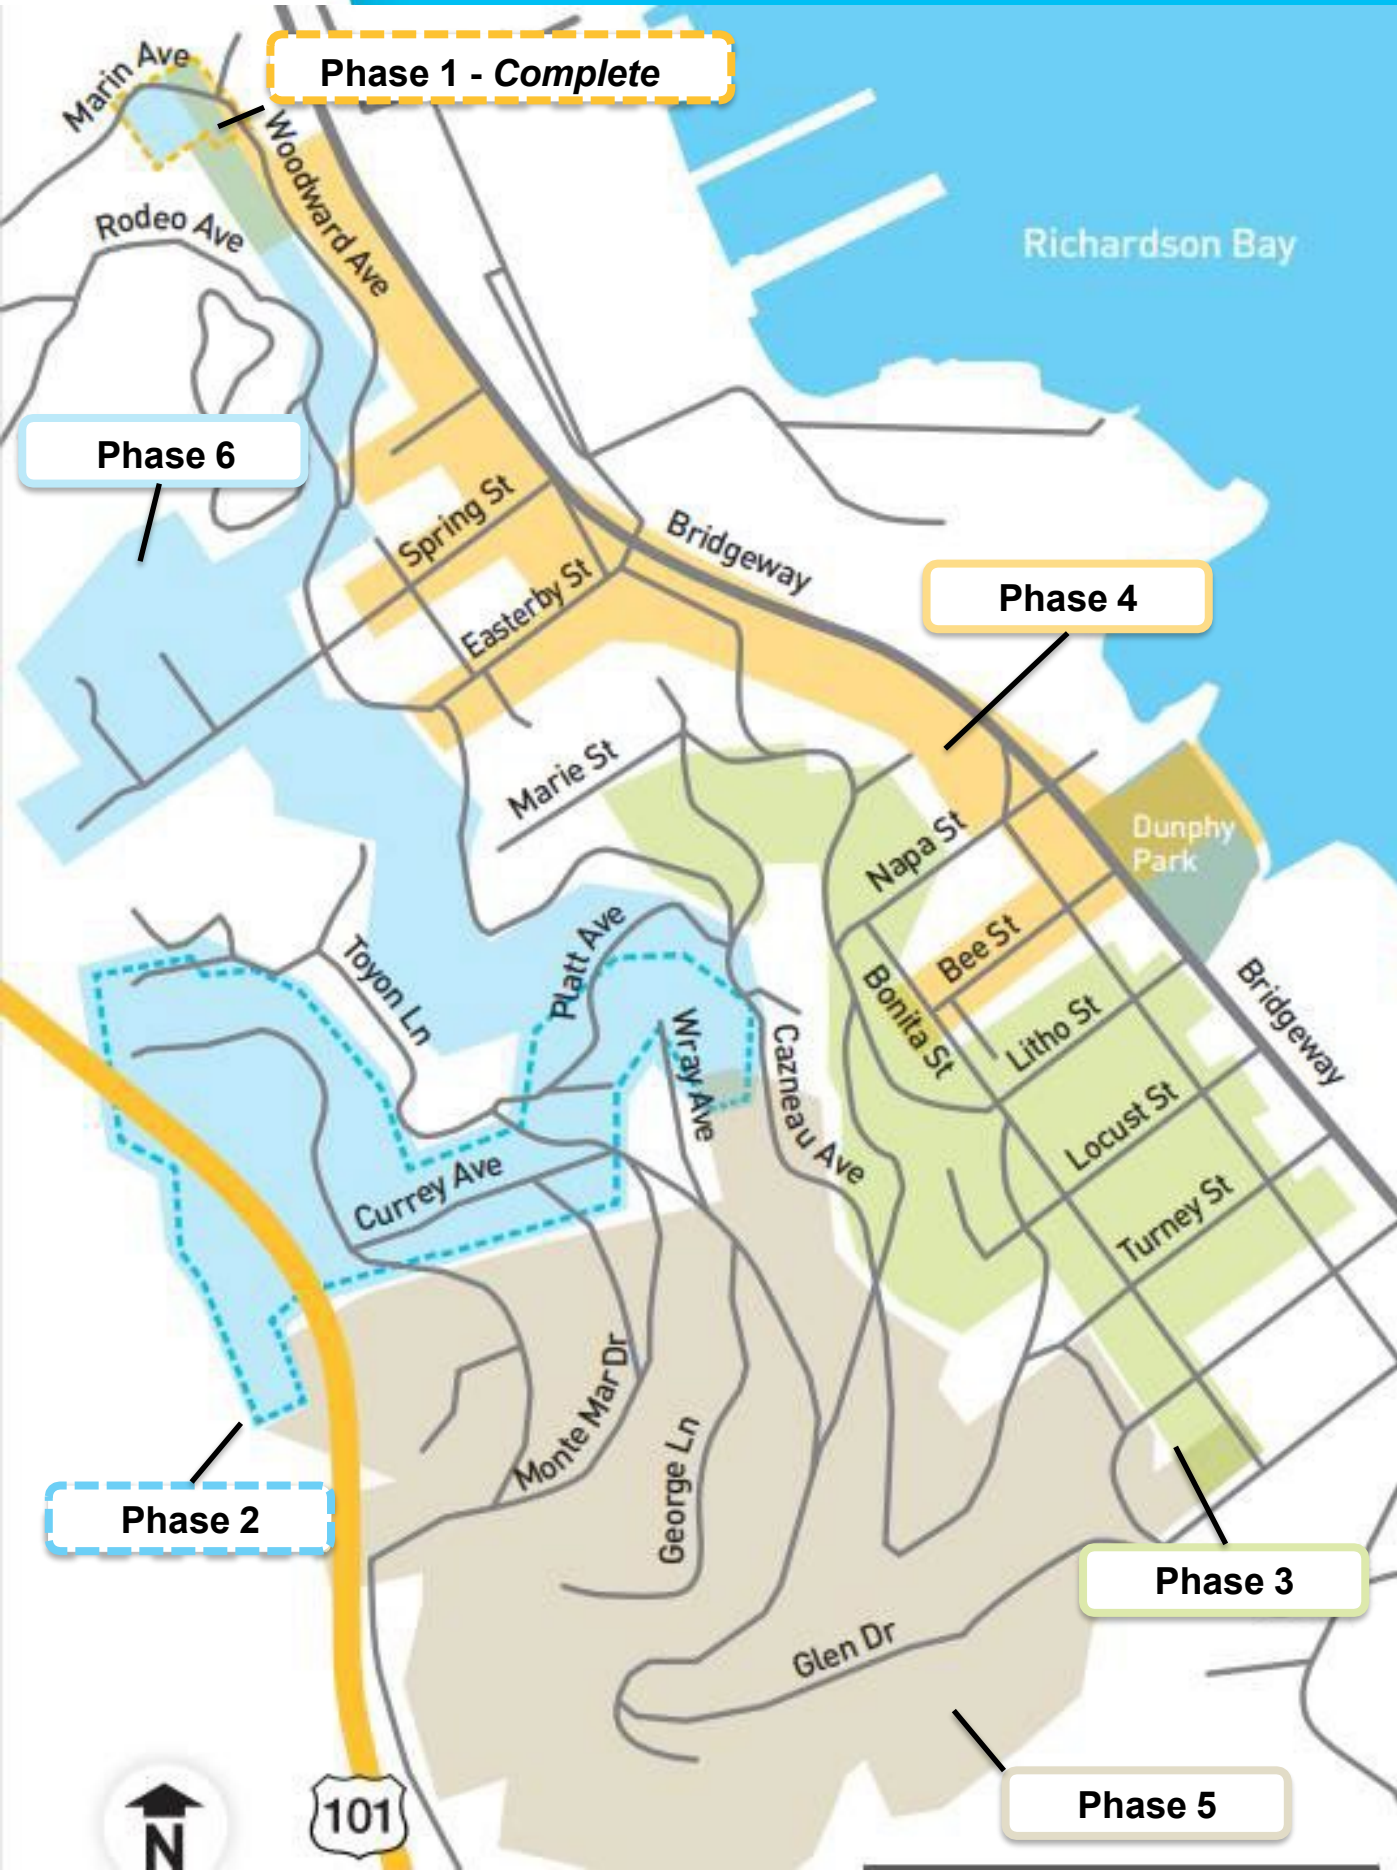 Marin Ave
Phase 1 - Complete
Woodward Ave
Rodeo Ave
Richardson Bay
Phase 6
Spring St
Bridgeway
Easterby St
Phase 4
Marie St
Napa St
Dunphy
Park
Platt Ave
Toyon Ln
Bee St
Bonita St
Litho St
Bridgeway
Wray Ave
Cazneau Ave
Locust St
Currey Ave
Turney St
Monte Mar Dr
George Ln
Phase 2
Phase 3
Glen Dr
Phase 5
101
N